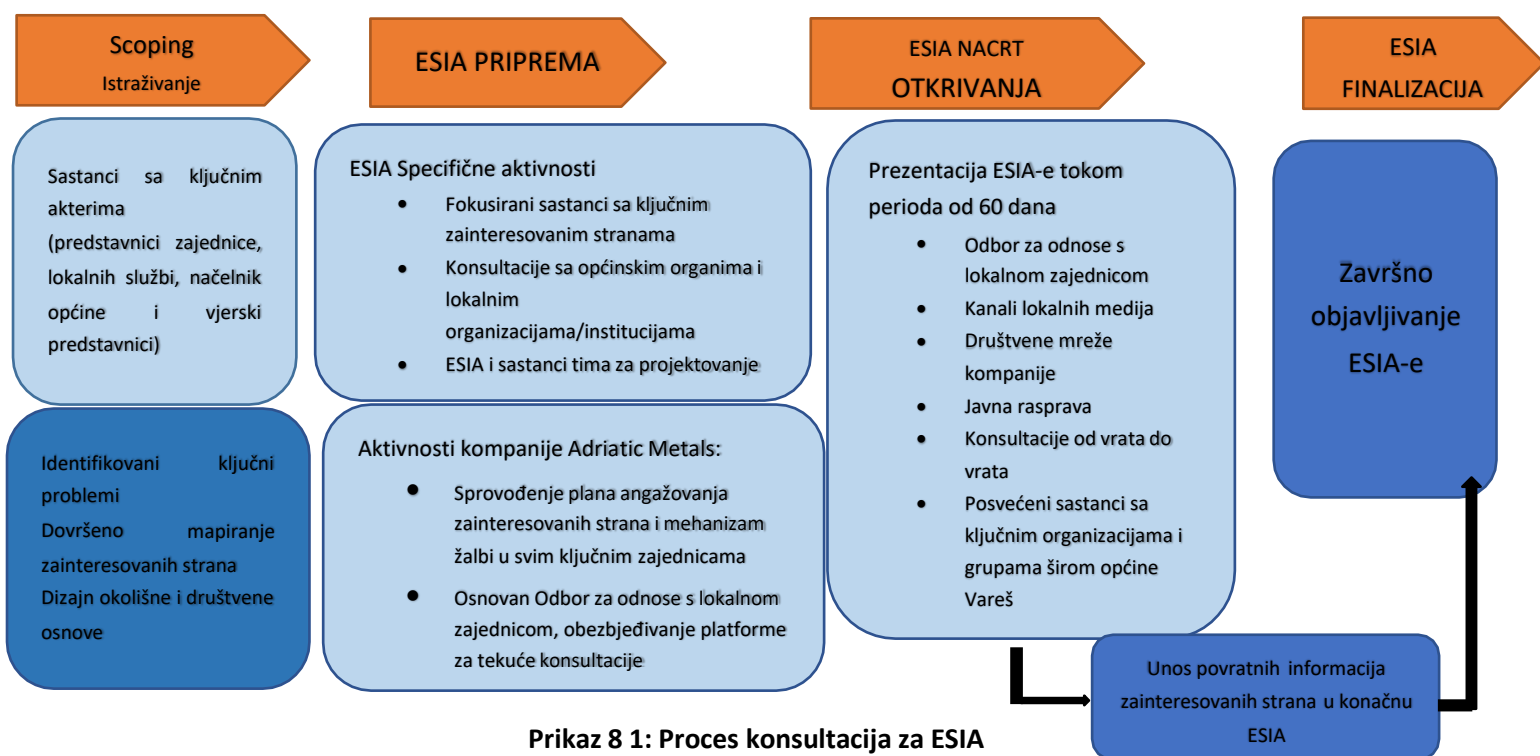 Scoping
Istraživanje
ESIA PRIPREMA
ESIA NACRT
OTKRIVANJA
ESIA
FINALIZACIJA
Sastanci sa ključnim
akterima
(predstavnici zajednice,
lokalnih službi, načelnik
općine i vjerski
predstavnici)
Identifikovani ključni
problemi
Dovršeno mapiranje
zainteresovanih strana
Dizajn okolišne i društvene
osnove
ESIA Specifične aktivnosti
• Fokusirani sastanci sa ključnim
zainteresovanim stranama
• Konsultacije sa općinskim organima i
lokalnim
organizacijama/institucijama
• ESIA i sastanci tima za projektovanje
Aktivnosti kompanije Adriatic Metals:
• Sprovođenje plana angažovanja
zainteresovanih strana i mehanizam
žalbi u svim ključnim zajednicama
• Osnovan Odbor za odnose s lokalnom
zajednicom, obezbjeđivanje platforme
za tekuće konsultacije
Prezentacija ESIA-e tokom
perioda od 60 dana
• Odbor za odnose s
lokalnom zajednicom
• Kanali lokalnih medija
• Društvene mreže
kompanije
• Javna rasprava
• Konsultacije od vrata do
vrata
• Posvećeni sastanci sa
ključnim organizacijama i
grupama širom općine
Vareš
Završno
objavljivanje
ESIA-e
Unos povratnih informacija
zainteresovanih strana u konačnu
ESIA
Prikaz 8 1: Proces konsultacija za ESIA